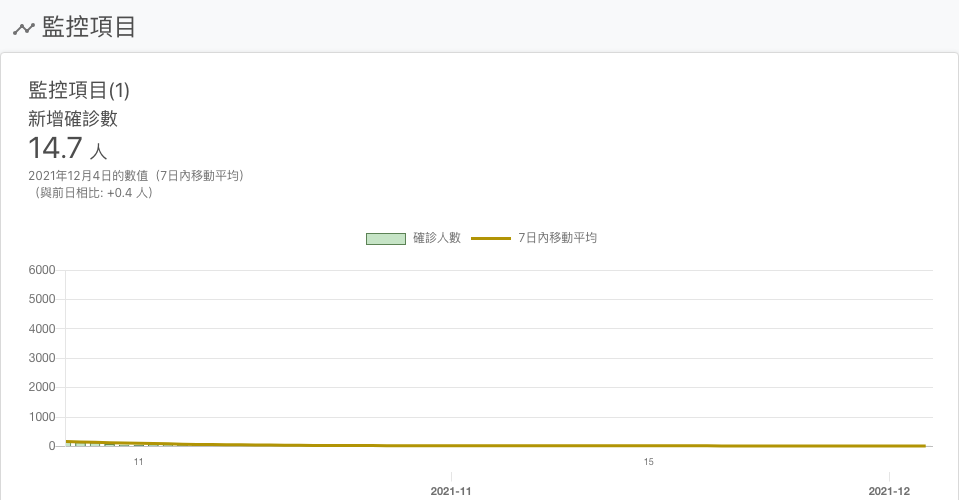 監控項目
監控項目(1)
新增確診數
14.7 人
2021年12月4日的數值（7日內移動平均）
（與前日相比: +0.4 人）
確診人數 7日內移動平均
6000
5000
4000
3000
2000
1000
0
11 15
2021-11 2021-12